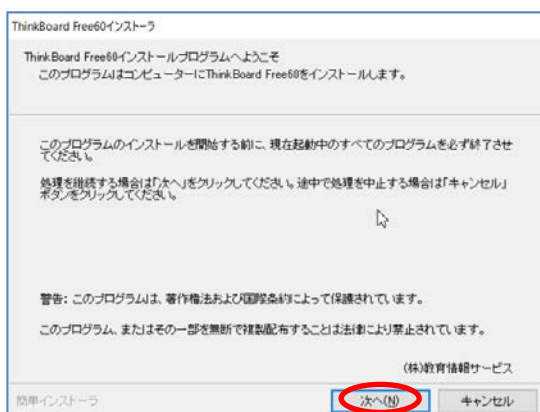 ThinkBoard Free60インストーラ
ThinkBoard Free60インストールプログラムへようこそ
このプログラムはコンピューターにThinkBoard Free60をインストールします。
このプログラムのインストールを開始する前に、現在起動中のすべてのプログラムを必ず終了させ
てください。
処理を継続する場合は「次へ」をクリックしてください。途中で処理を中止する場合は「キャンセル」
ボタンをクリックしてください。
警告: このプログラムは、著作権法および国際条約によって保護されています。
このプログラム、またはその一部を無断で複製配布することは法律により禁止されています。
(株)教育情報サービス
簡単インストーラ
次へ(N)
キャンセル